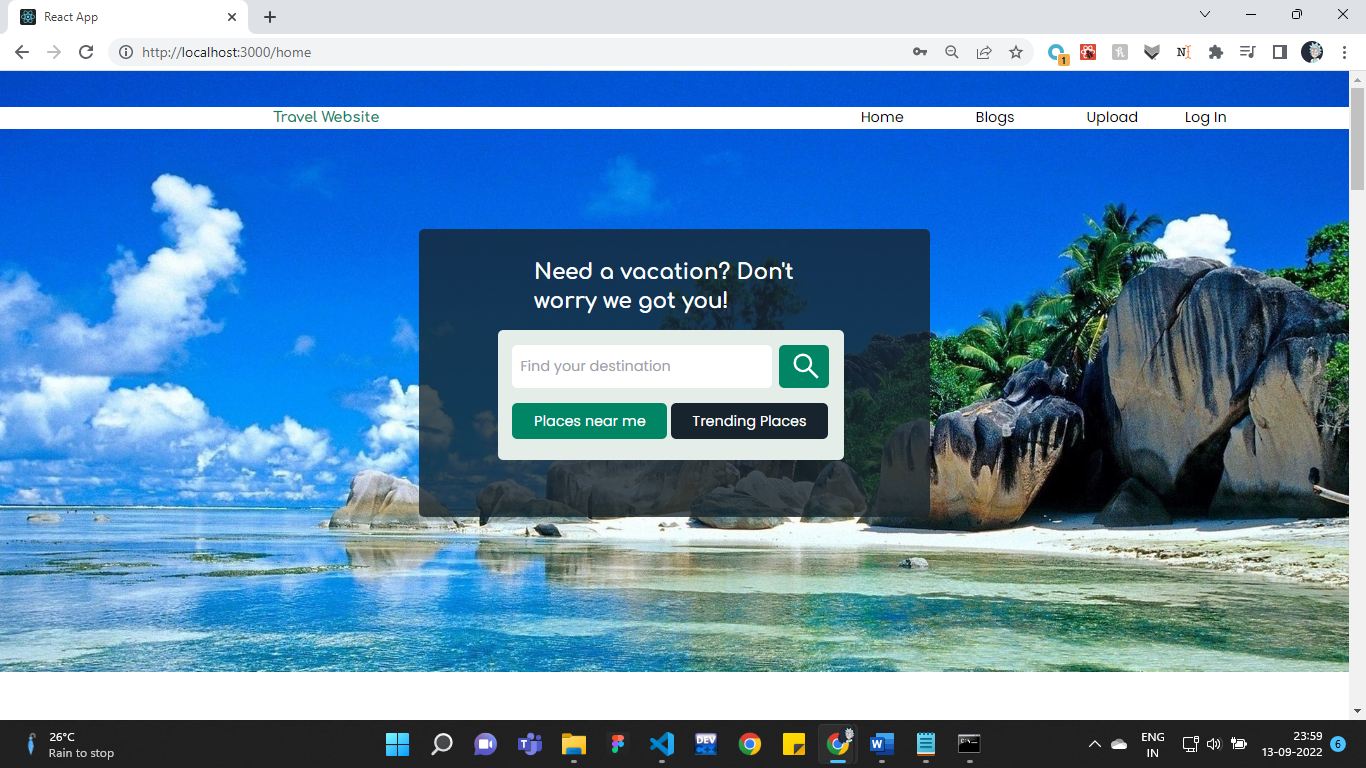 React App
http://localhost:3000/home
1
Travel Website Home Blogs Upload Log In
Need a vacation? Don't
worry we got you!
Find your destination
Places near me Trending Places
26°C
Rain to stop
DEV
ENG
IN
23:59
13-09-2022
6